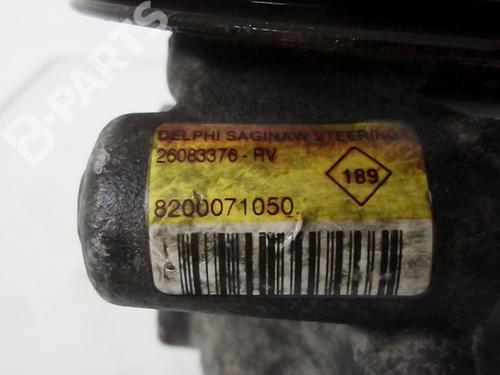 B-PARTS
DELPHI SAGINAW STEERING
26083376 - RV
189
8200071050.